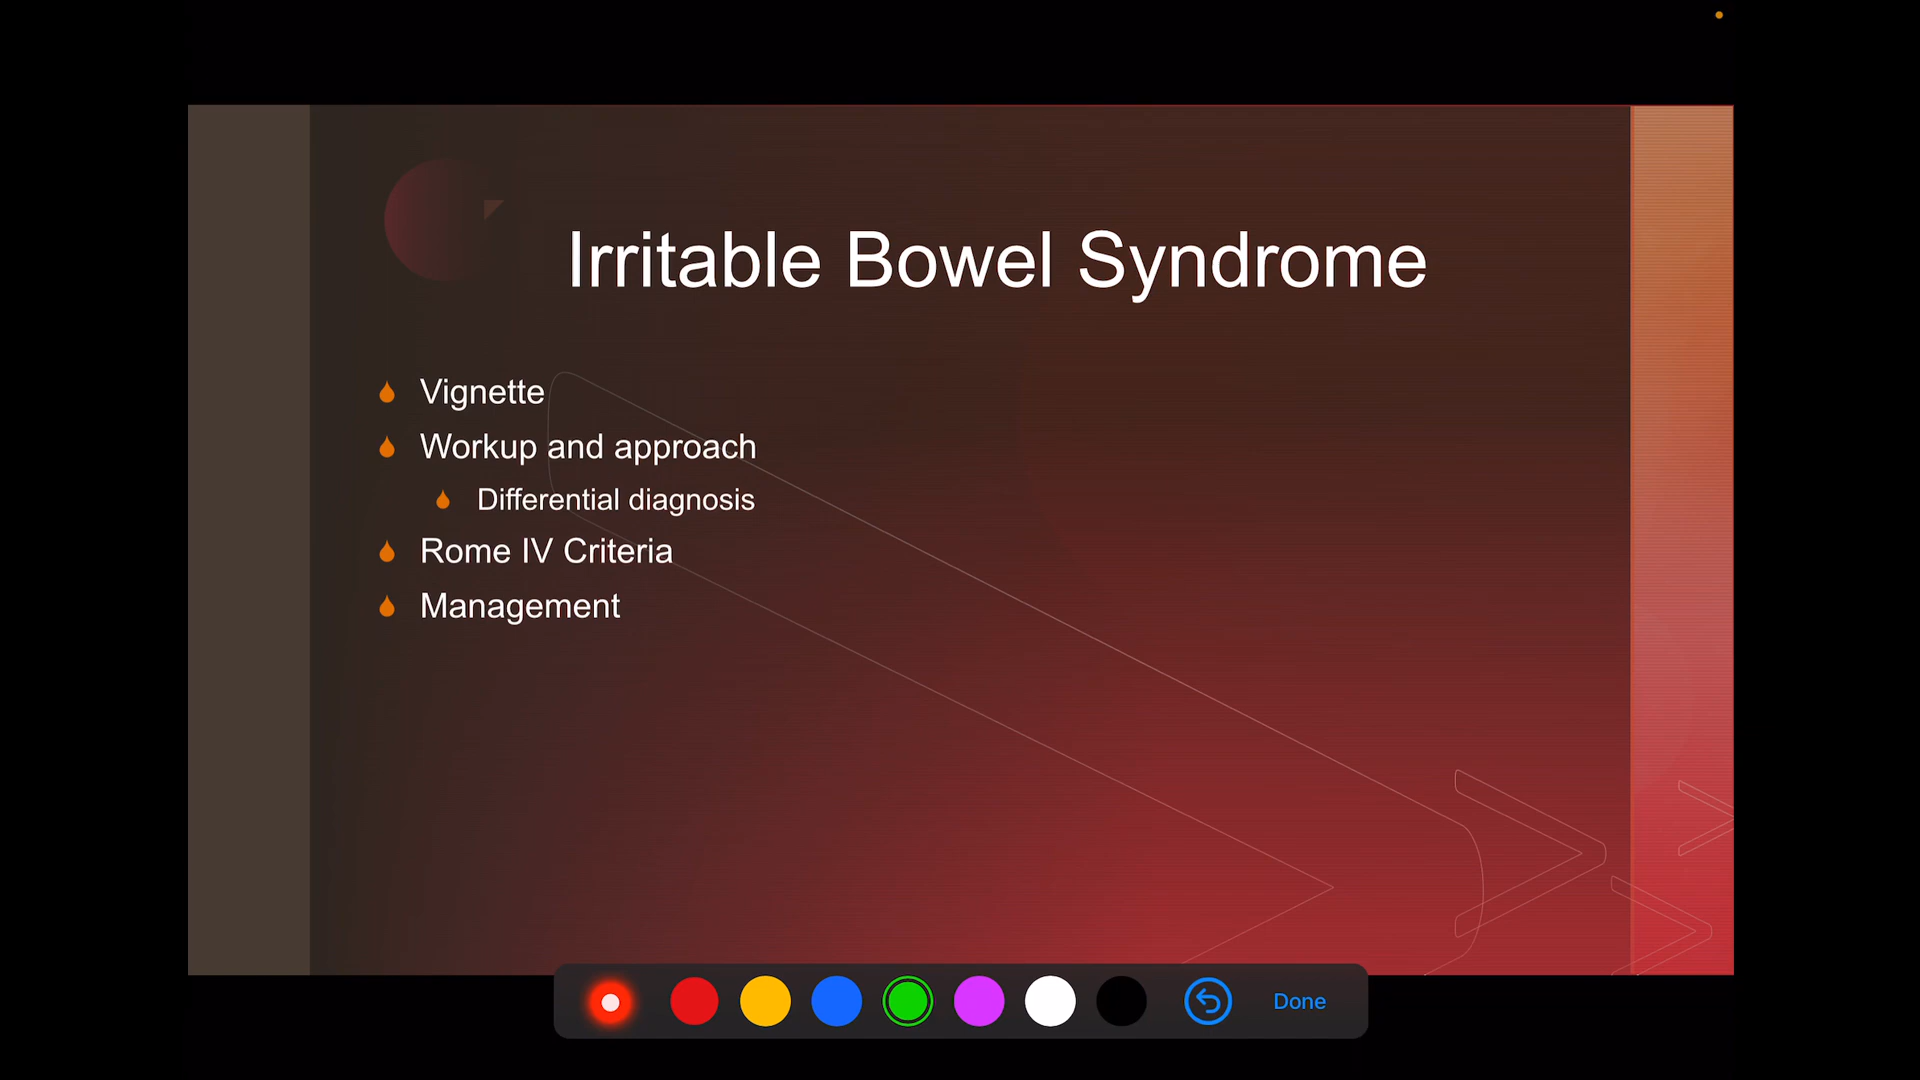 Irritable Bowel Syndrome
Vignette
Workup and approach
Differential diagnosis
Rome IV Criteria
Management
Done